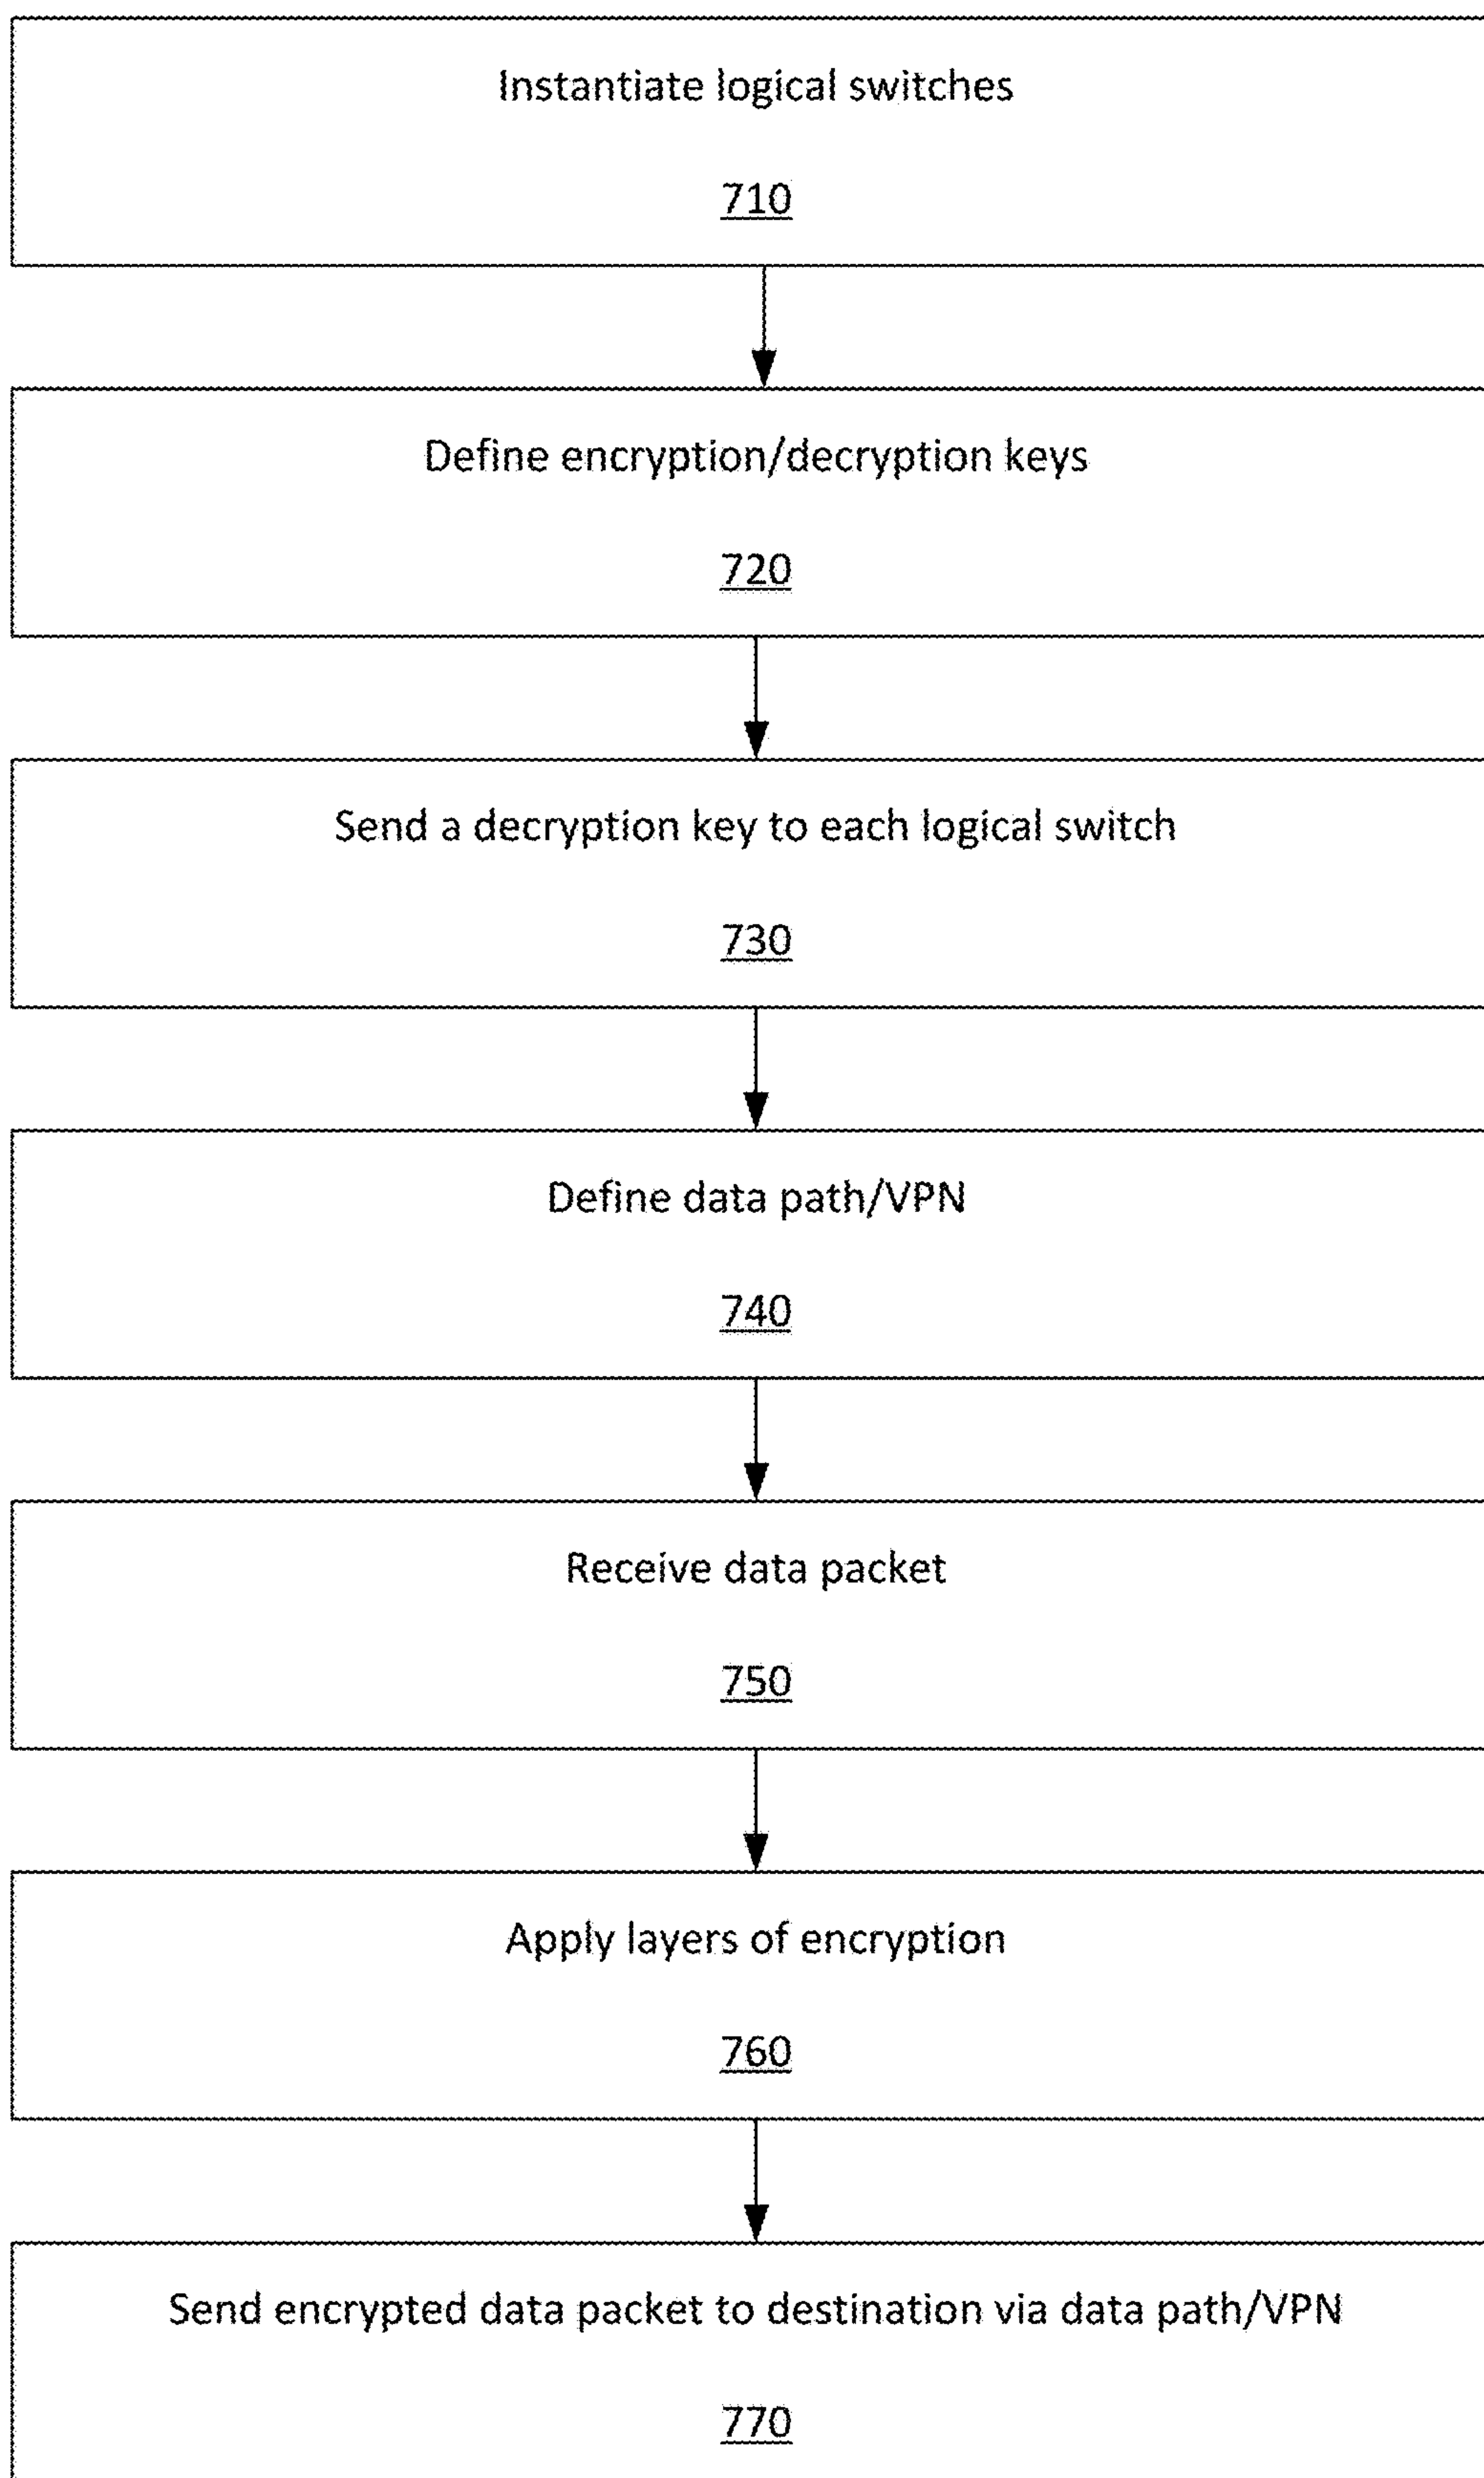 Instantiate logical switches
710
Define encryption/decryption keys
720
Send a decryption key to each logical switch
730
Define data path/VPN
740
Receive data packet
750
Apply layers of encryption
760
Send encrypted data packet to destination via data path/VPN
770